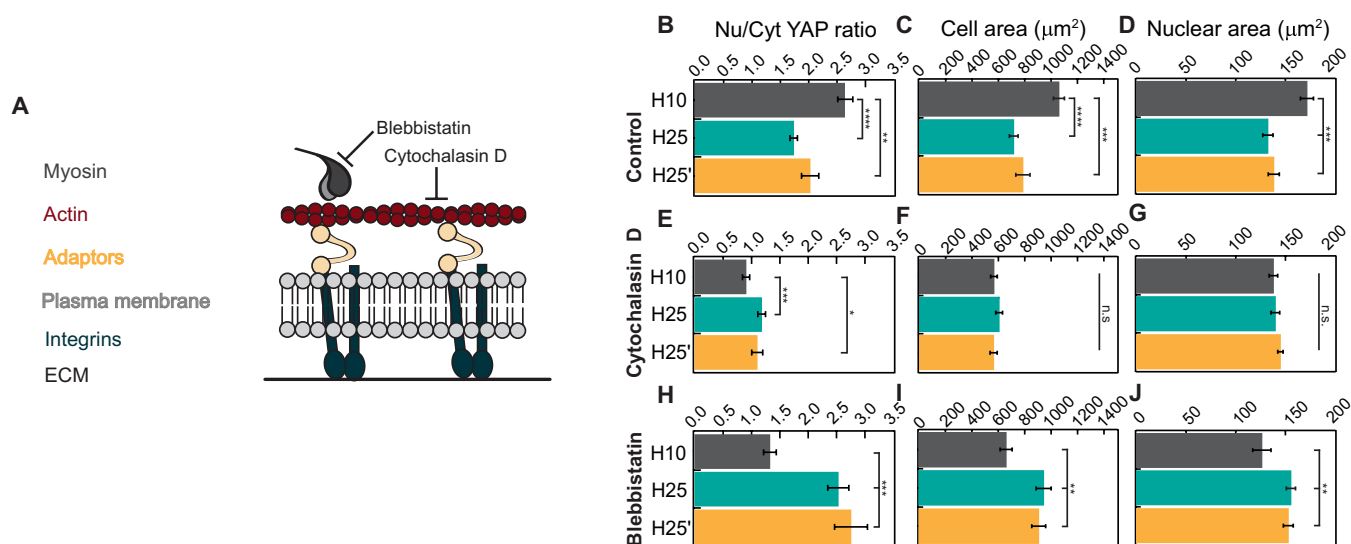 A
Myosin
Actin
Adaptors
Plasma membrane
Integrins
ECM
Blebbistatin
Cytochalasin D
B Nu/Cyt YAP ratio
0.0 0.5 1.0 1.5 2.0 2.5 3.0 3.5
Control
H10
H25
H25'
****
**
C Cell area (μm²)
0 200 400 600 800 1000 1200 1400
****
***
D Nuclear area (μm²)
0 50 100 150 200
***
E
0.0 0.5 1.0 1.5 2.0 2.5 3.0 3.5
Cytochalasin D
H10
H25
H25'
***
*
F
0 200 400 600 800 1000 1200 1400
n.s
G
0 50 100 150 200
n.s.
H
0.0 0.5 1.0 1.5 2.0 2.5 3.0 3.5
Blebbistatin
H10
H25
H25'
***
I
0 200 400 600 800 1000 1200 1400
**
J
0 50 100 150 200
**